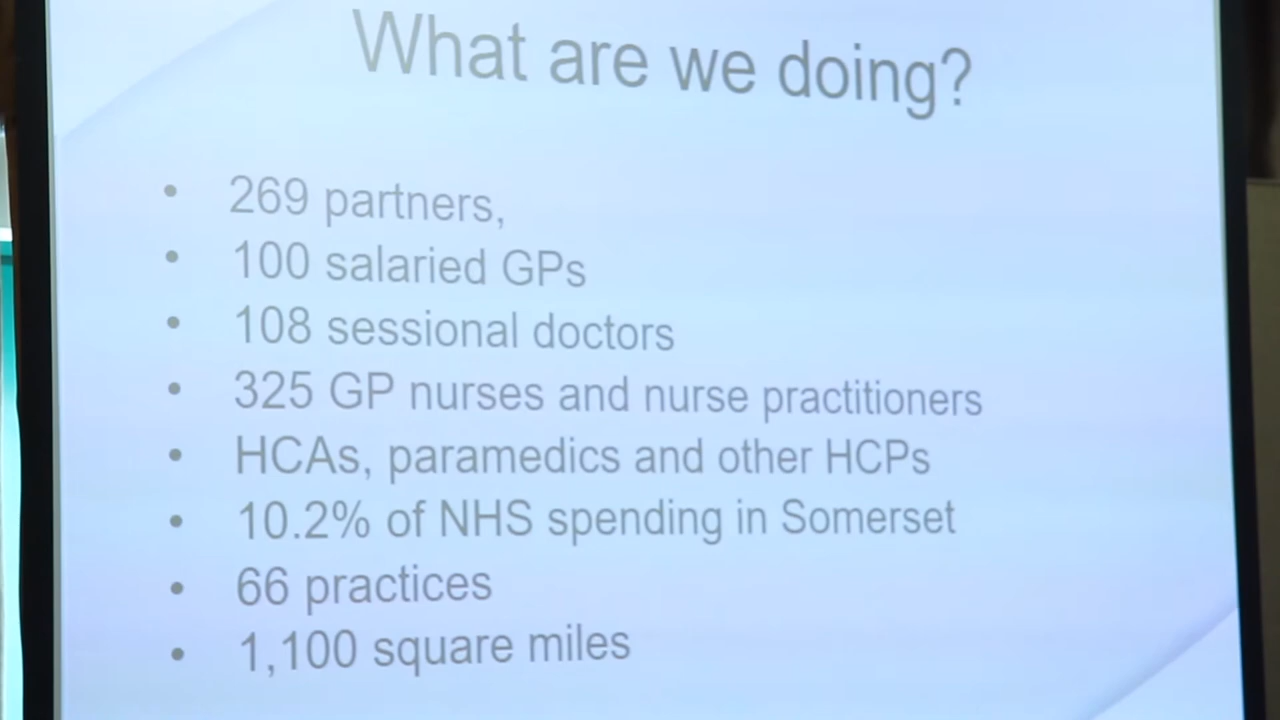 What are we doing?
• 269 partners,
• 100 salaried GPs
• 108 sessional doctors
• 325 GP nurses and nurse practitioners
• HCAs, paramedics and other HCPs
• 10.2% of NHS spending in Somerset
• 66 practices
• 1,100 square miles